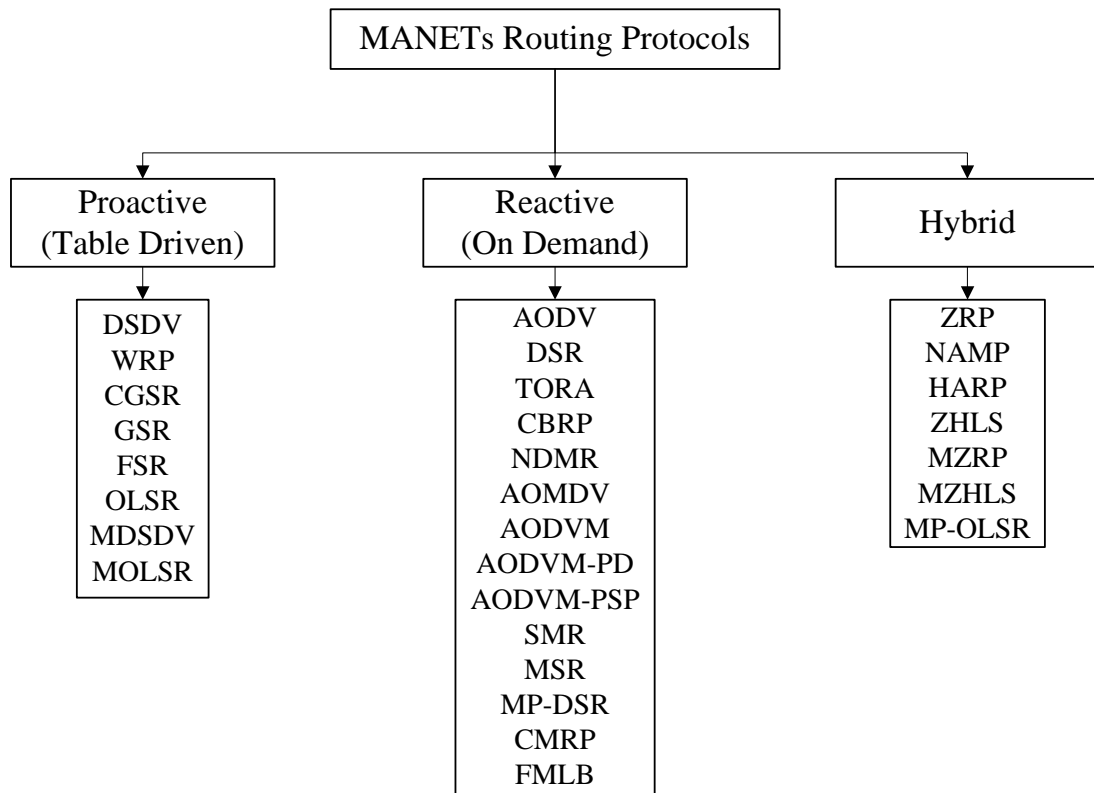 MANETs Routing Protocols
Proactive
(Table Driven)
Reactive
(On Demand)
Hybrid
DSDV
WRP
CGSR
GSR
FSR
OLSR
MDSDV
MOLSR
AODV
DSR
TORA
CBRP
NDMR
AOMDV
AODVM
AODVM-PD
AODVM-PSP
SMR
MSR
MP-DSR
CMRP
FMLB
ZRP
NAMP
HARP
ZHLS
MZRP
MZHLS
MP-OLSR